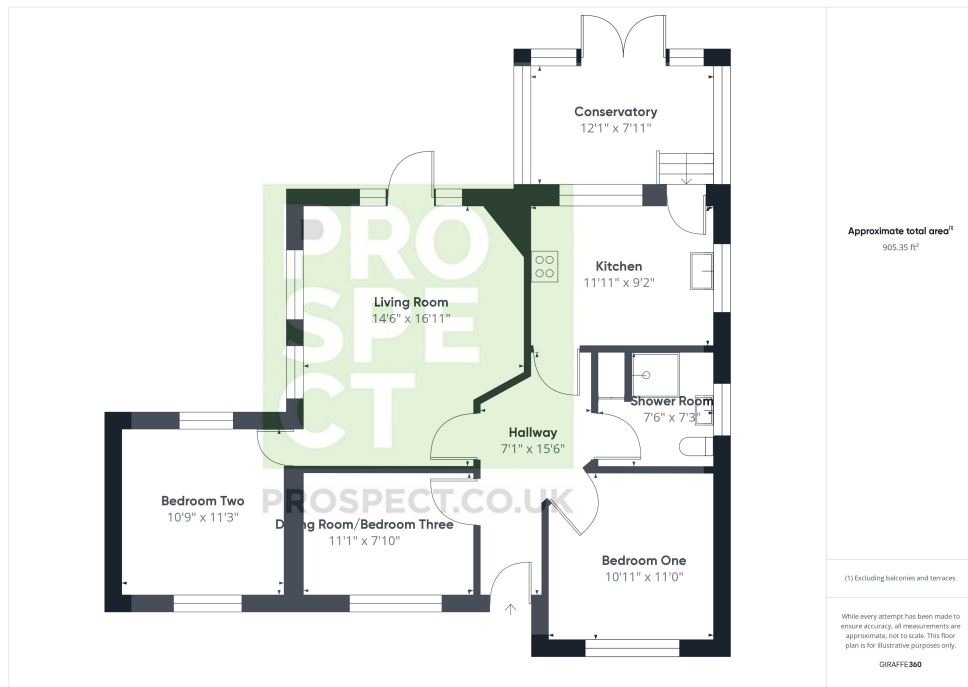 Conservatory
12'1" x 7'11"
Kitchen
11'11" x 9'2"
Living Room
14'6" x 16'11"
Shower Room
7'6" x 7'3"
Hallway
7'1" x 15'6"
Bedroom Two
10'9" x 11'3"
Dining Room/Bedroom Three
11'1" x 7'10"
Bedroom One
10'11" x 11'0"
PRO
SPE
CT
PROSPECT.CO.UK
Approximate total area(1)
905.35 ft²
(1) Excluding balconies and terraces
While every attempt has been made to
ensure accuracy, all measurements are
approximate, not to scale. This floor
plan is for illustrative purposes only.
GIRAFFE360